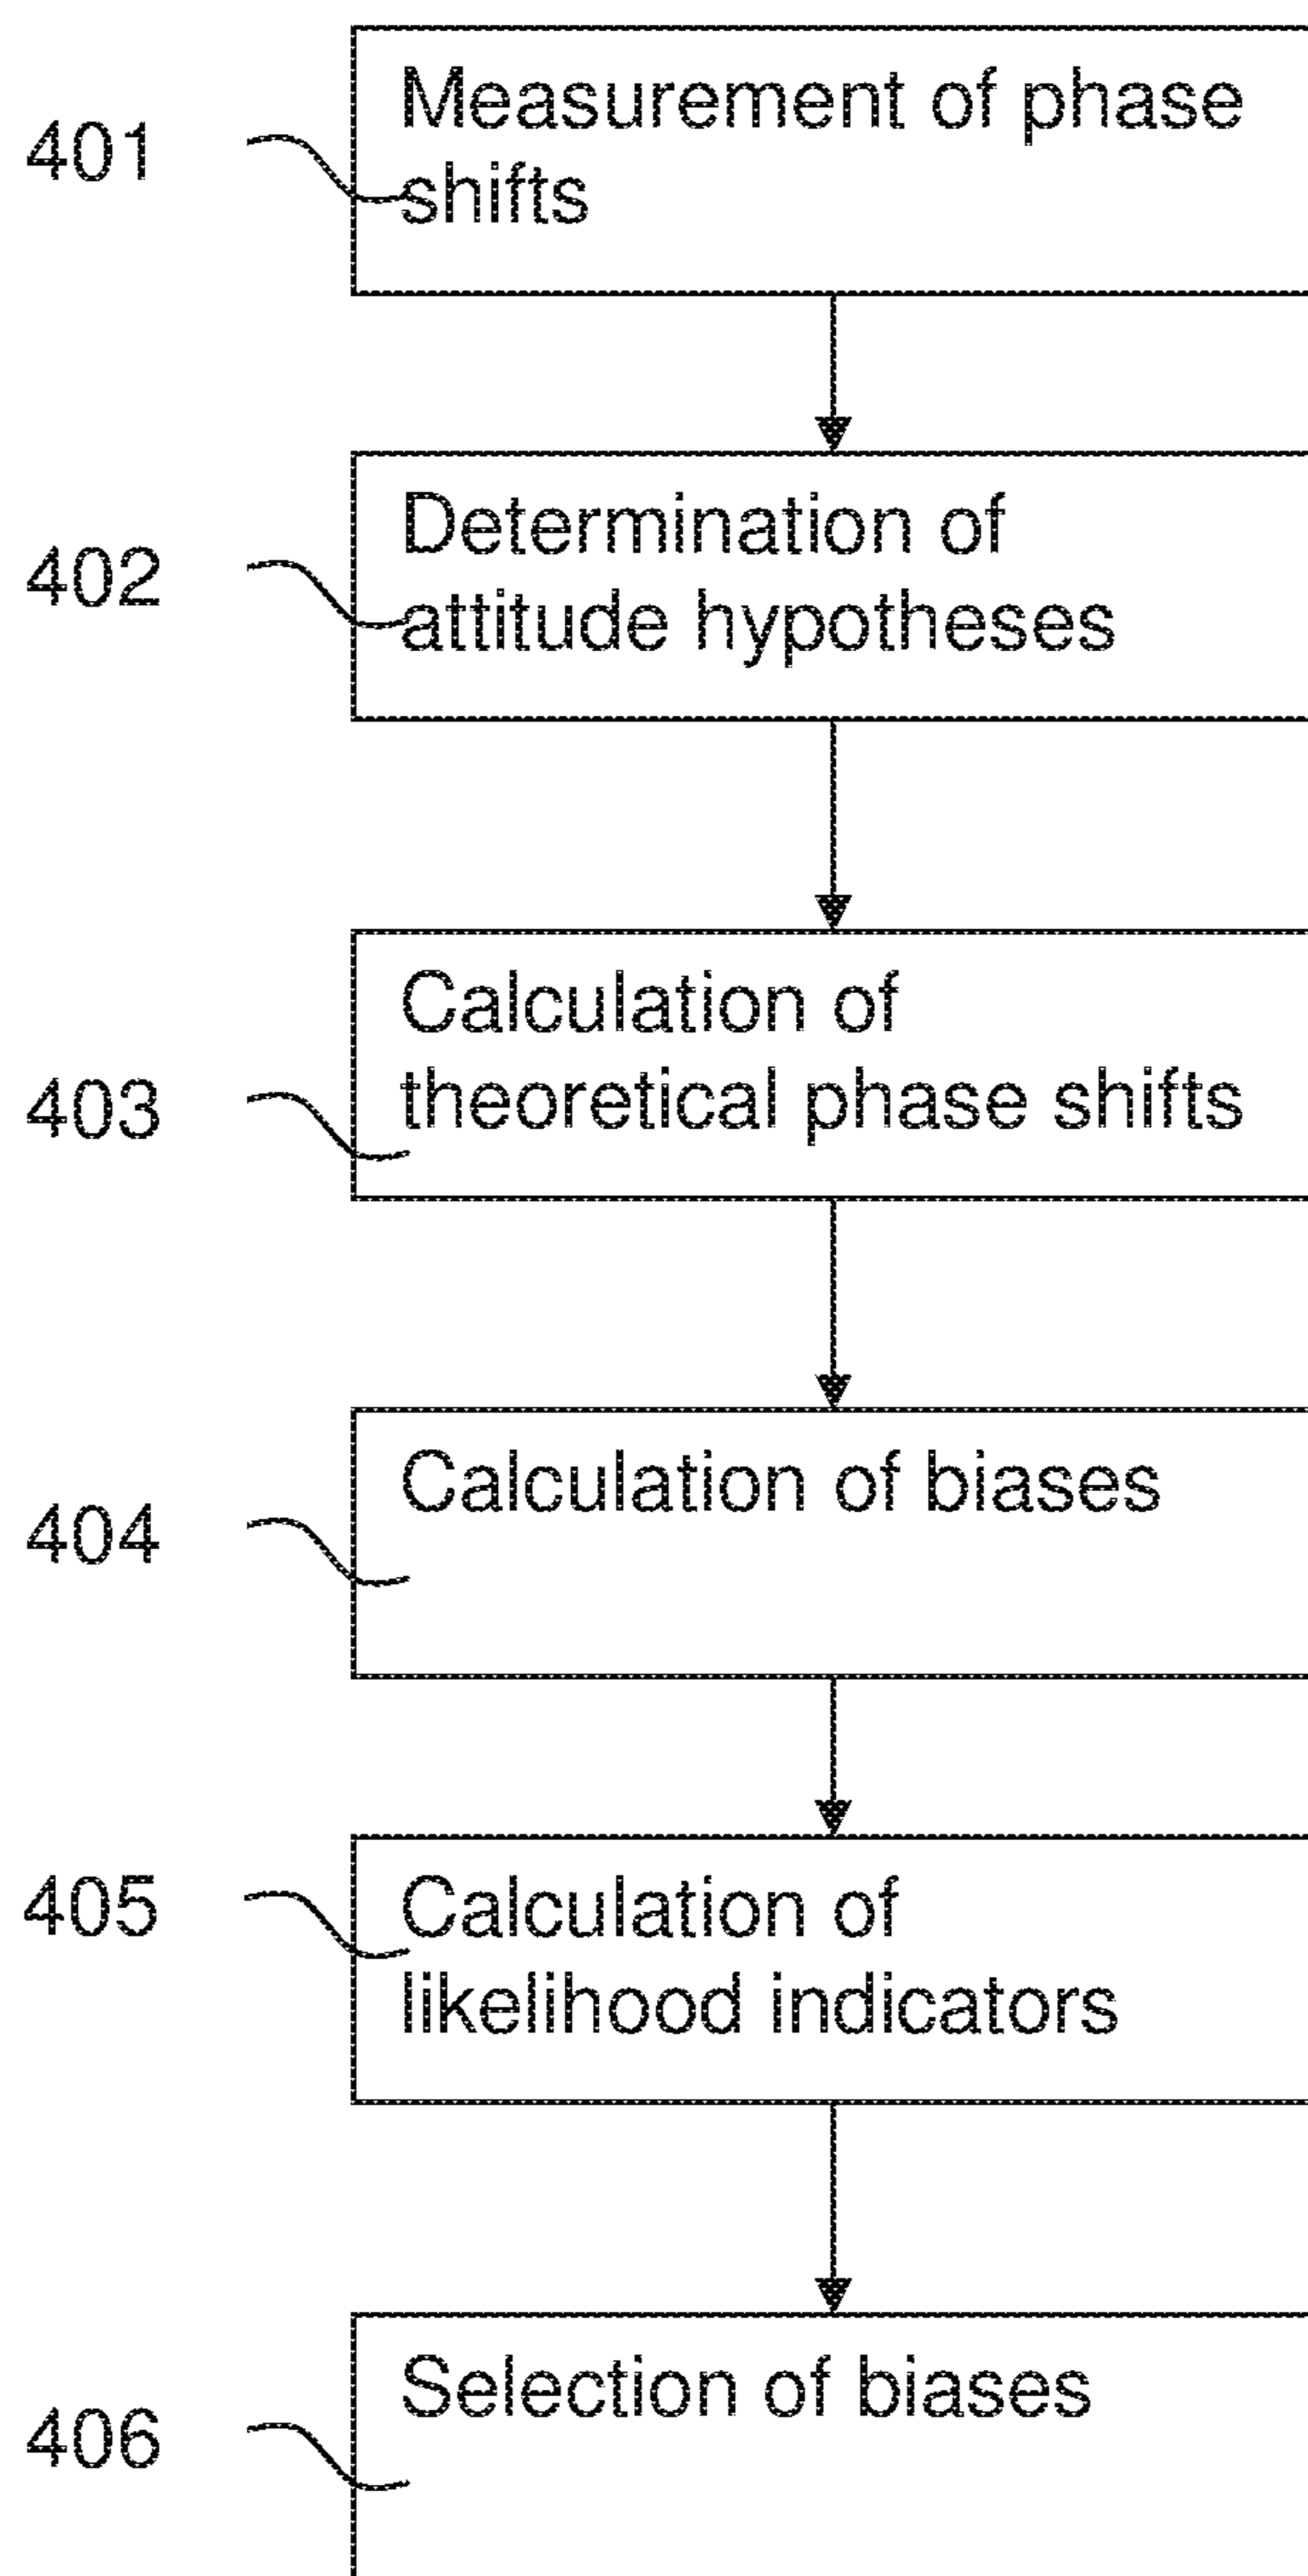 401
Measurement of phase
shifts
402
Determination of
attitude hypotheses
403
Calculation of
theoretical phase shifts
404
Calculation of biases
405
Calculation of
likelihood indicators
406
Selection of biases